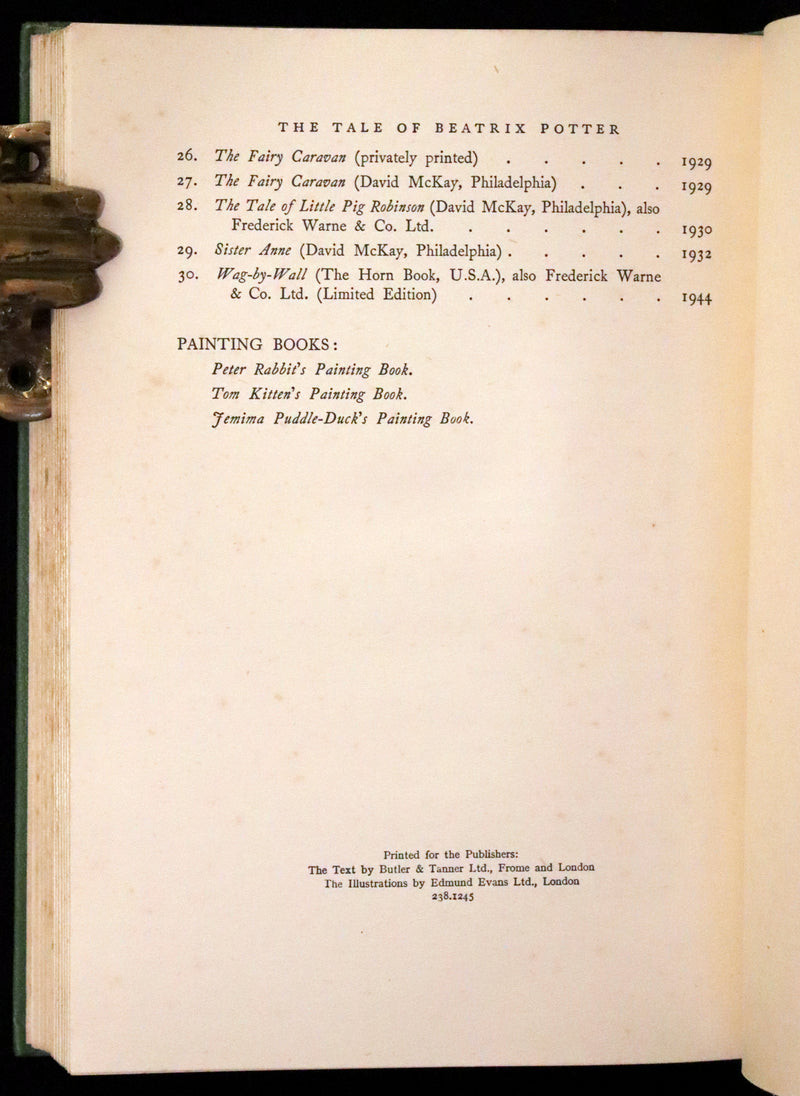 THE TALE OF BEATRIX POTTER
26. The Fairy Caravan (privately printed) . . . . . 1929
27. The Fairy Caravan (David McKay, Philadelphia) . . . 1929
28. The Tale of Little Pig Robinson (David McKay, Philadelphia), also
Frederick Warne & Co. Ltd. . . . . . . 1930
29. Sister Anne (David McKay, Philadelphia) . . . . . 1932
30. Wag-by-Wall (The Horn Book, U.S.A.), also Frederick Warne
& Co. Ltd. (Limited Edition) . . . . . . 1944
PAINTING BOOKS:
Peter Rabbit's Painting Book.
Tom Kitten's Painting Book.
Jemima Puddle-Duck's Painting Book.
Printed for the Publishers:
The Text by Butler & Tanner Ltd., Frome and London
The Illustrations by Edmund Evans Ltd., London
238.1245